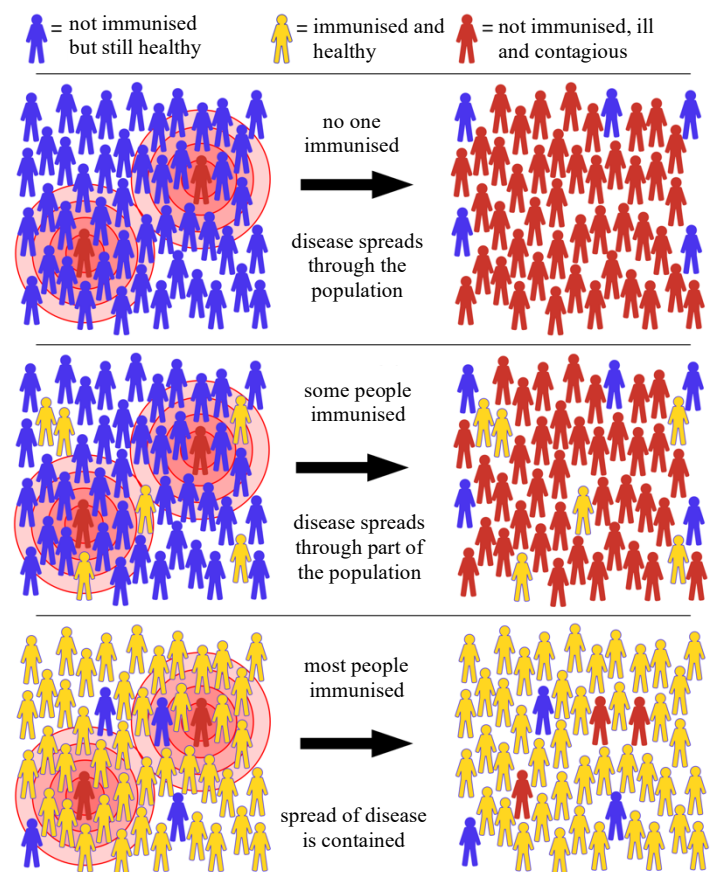 = not immunised
but still healthy
= immunised and
healthy
= not immunised, ill
and contagious
no one
immunised
disease spreads
through the
population
some people
immunised
disease spreads
through part of
the population
most people
immunised
spread of disease
is contained